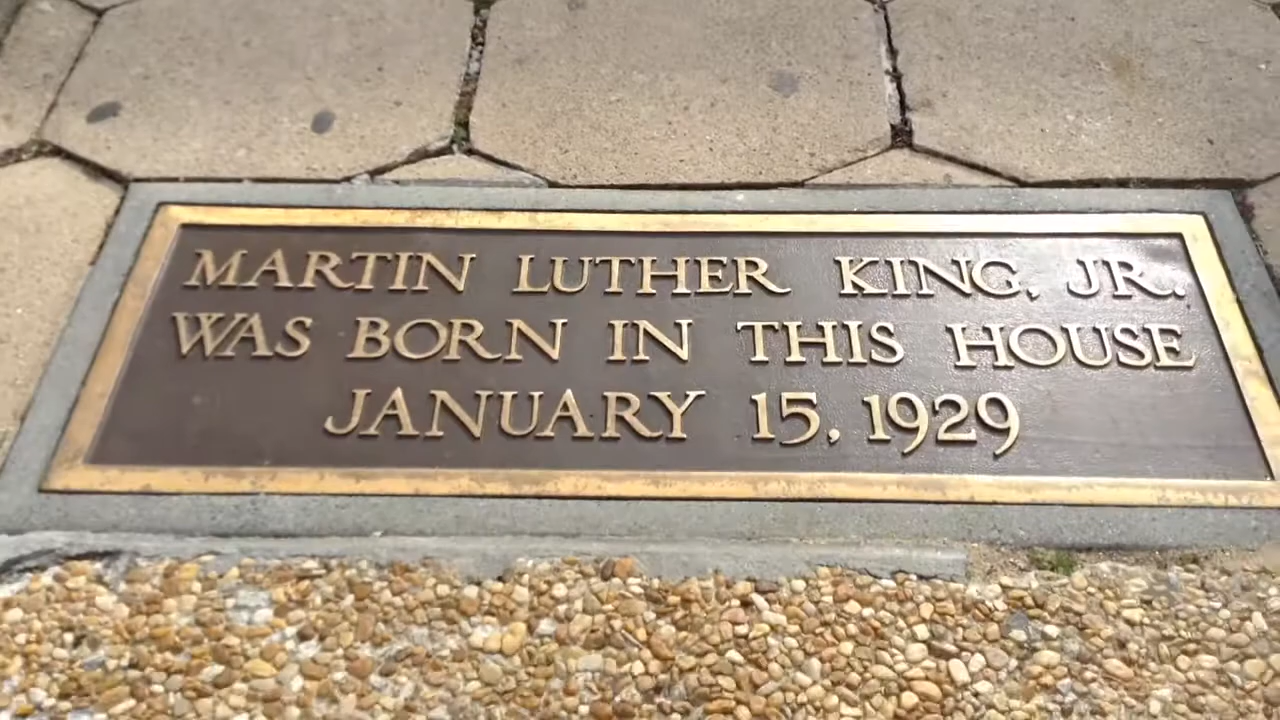 MARTIN LUTHER KING, JR.
WAS BORN IN THIS HOUSE
JANUARY 15, 1929